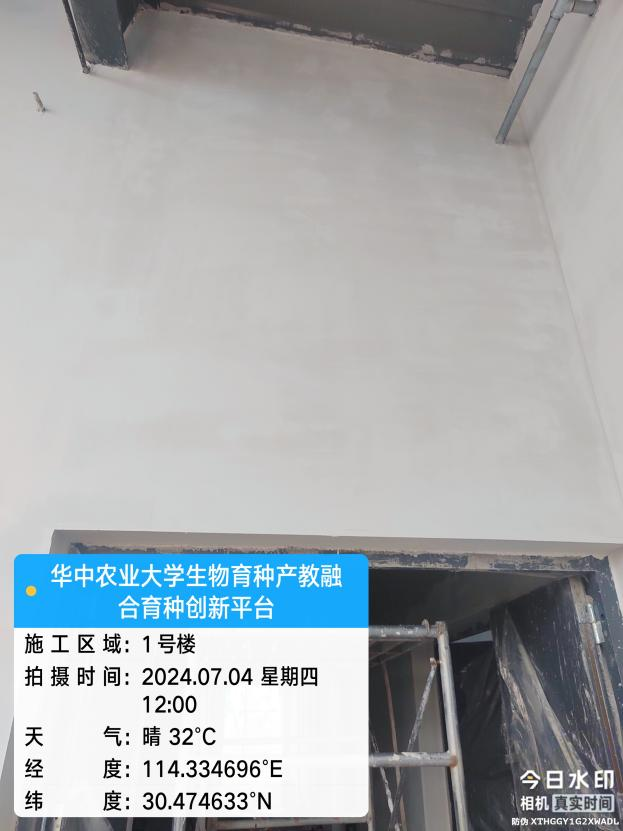 华中农业大学生物育种产教融
合育种创新平台
施工区域：1号楼
拍摄时间：2024.07.04 星期四
12:00
天气：晴 32°C
经度：114.334696°E
纬度：30.474633°N
今日水印
相机 真实时间
防伪 XTHGGY1G2XWADL